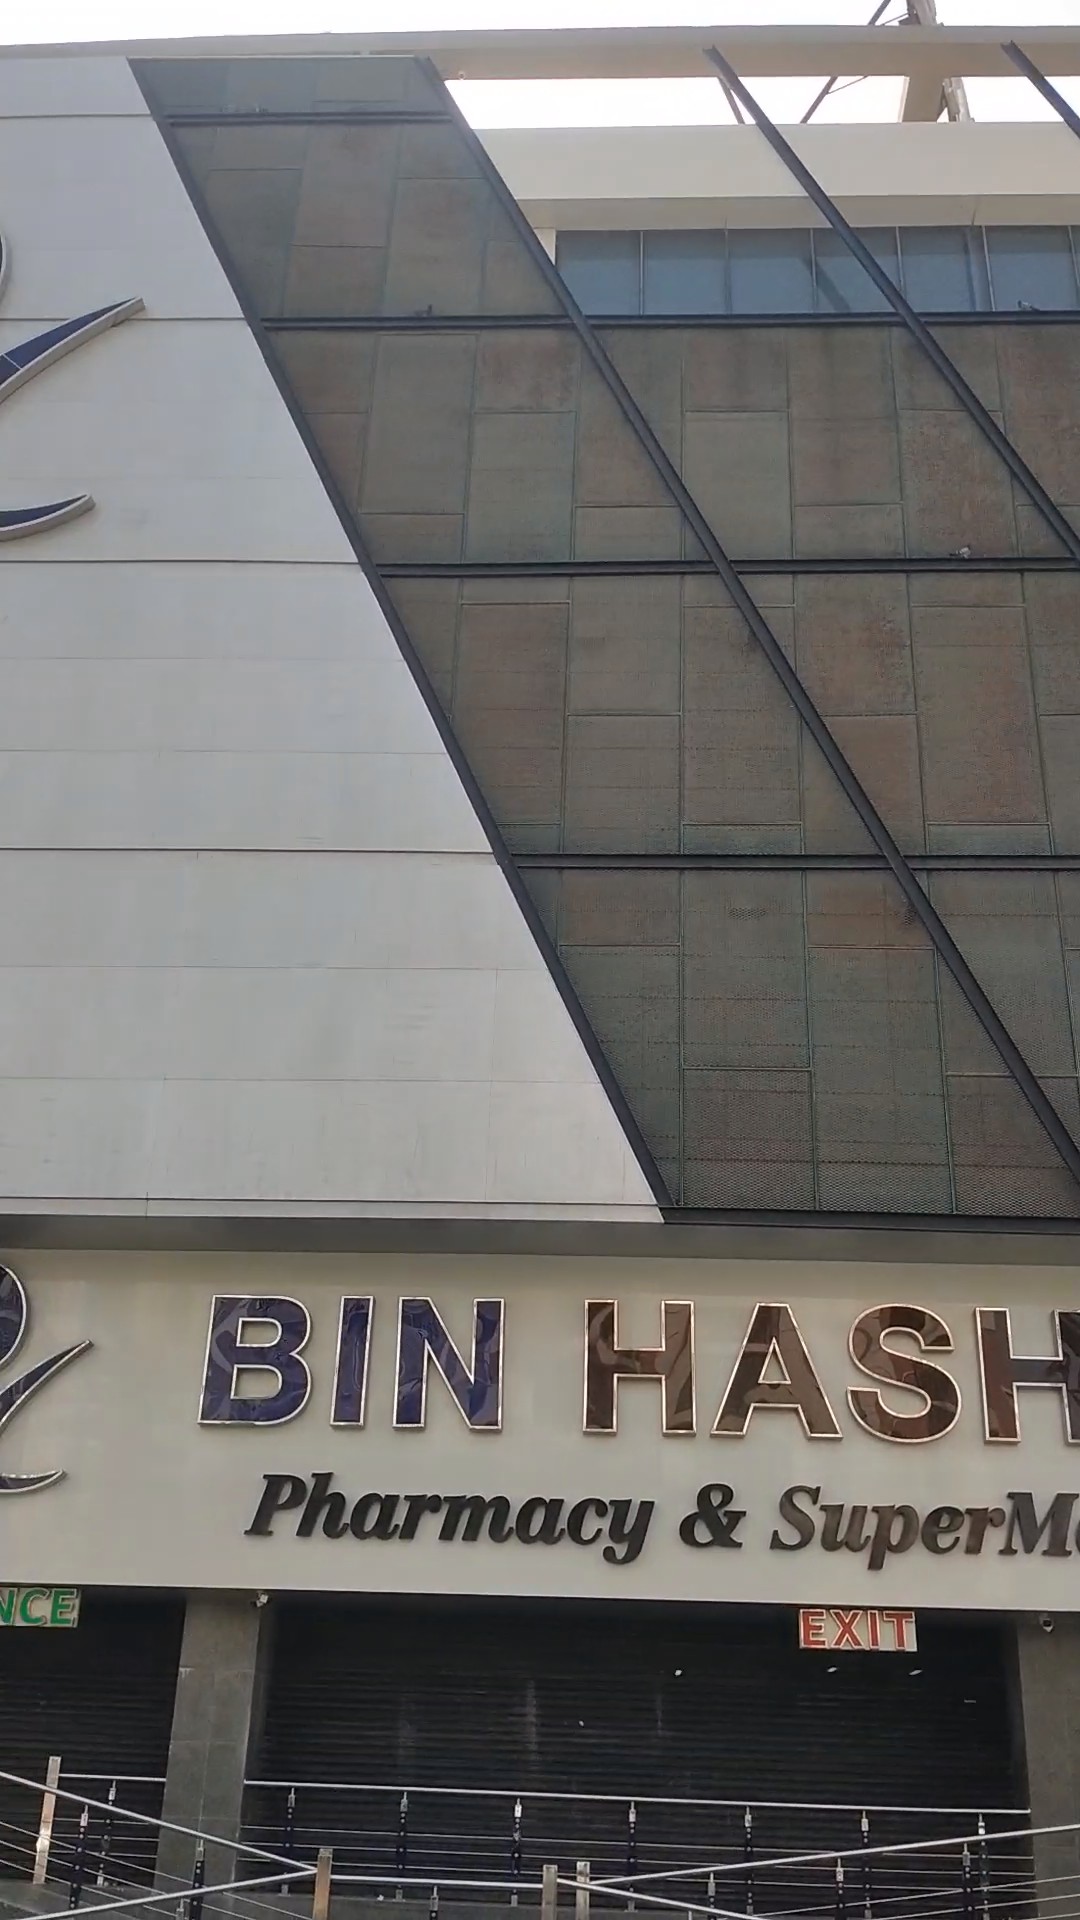 BIN HASH
Pharmacy & SuperM
NCE
EXIT